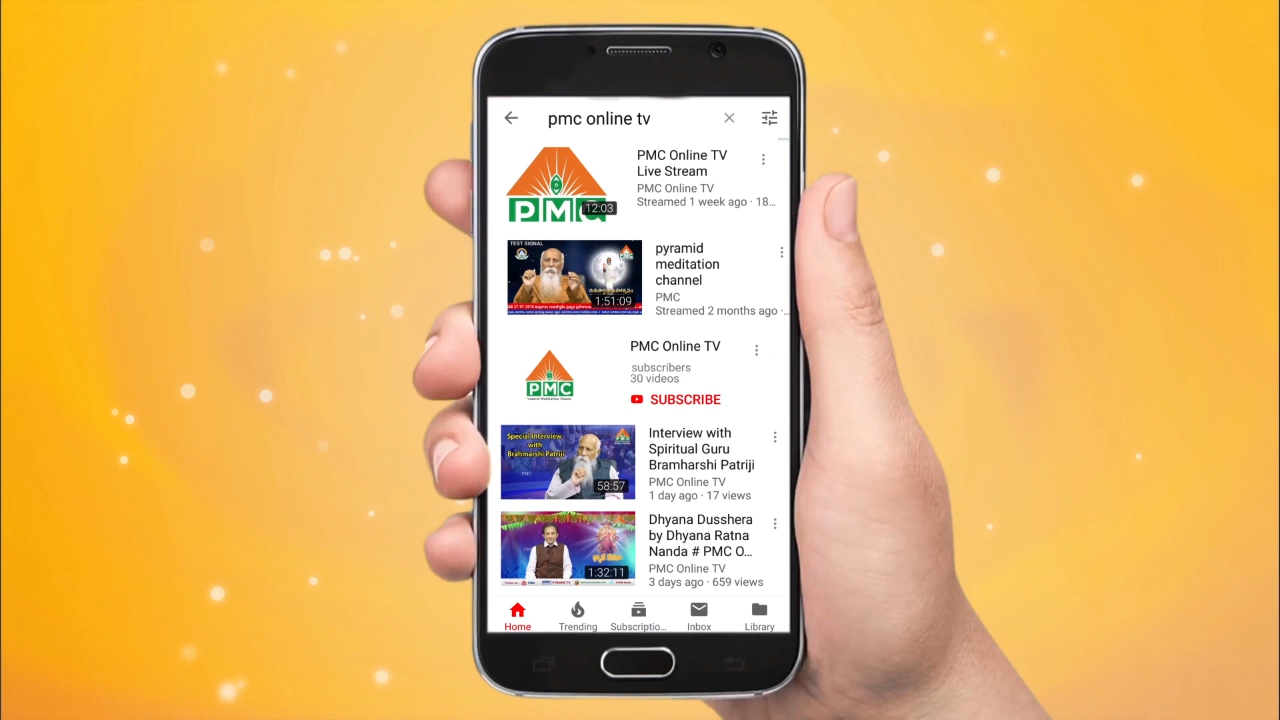 pmc online tv
PMC
12:03
PMC Online TV
Live Stream
PMC Online TV
Streamed 1 week ago · 18...
TEST SIGNAL
1:51:09
pyramid
meditation
channel
PMC
Streamed 2 months ago ·..
PMC
PMC Online TV
subscribers
30 videos
SUBSCRIBE
Special Interview
with
Brahmarshi Patriji
PMC
58:57
Interview with
Spiritual Guru
Bramharshi Patriji
PMC Online TV
1 day ago · 17 views
1:32:11
Dhyana Dusshera
by Dhyana Ratna
Nanda # PMC O...
PMC Online TV
3 days ago · 659 views
Home
Trending
Subscriptio...
Inbox
Library